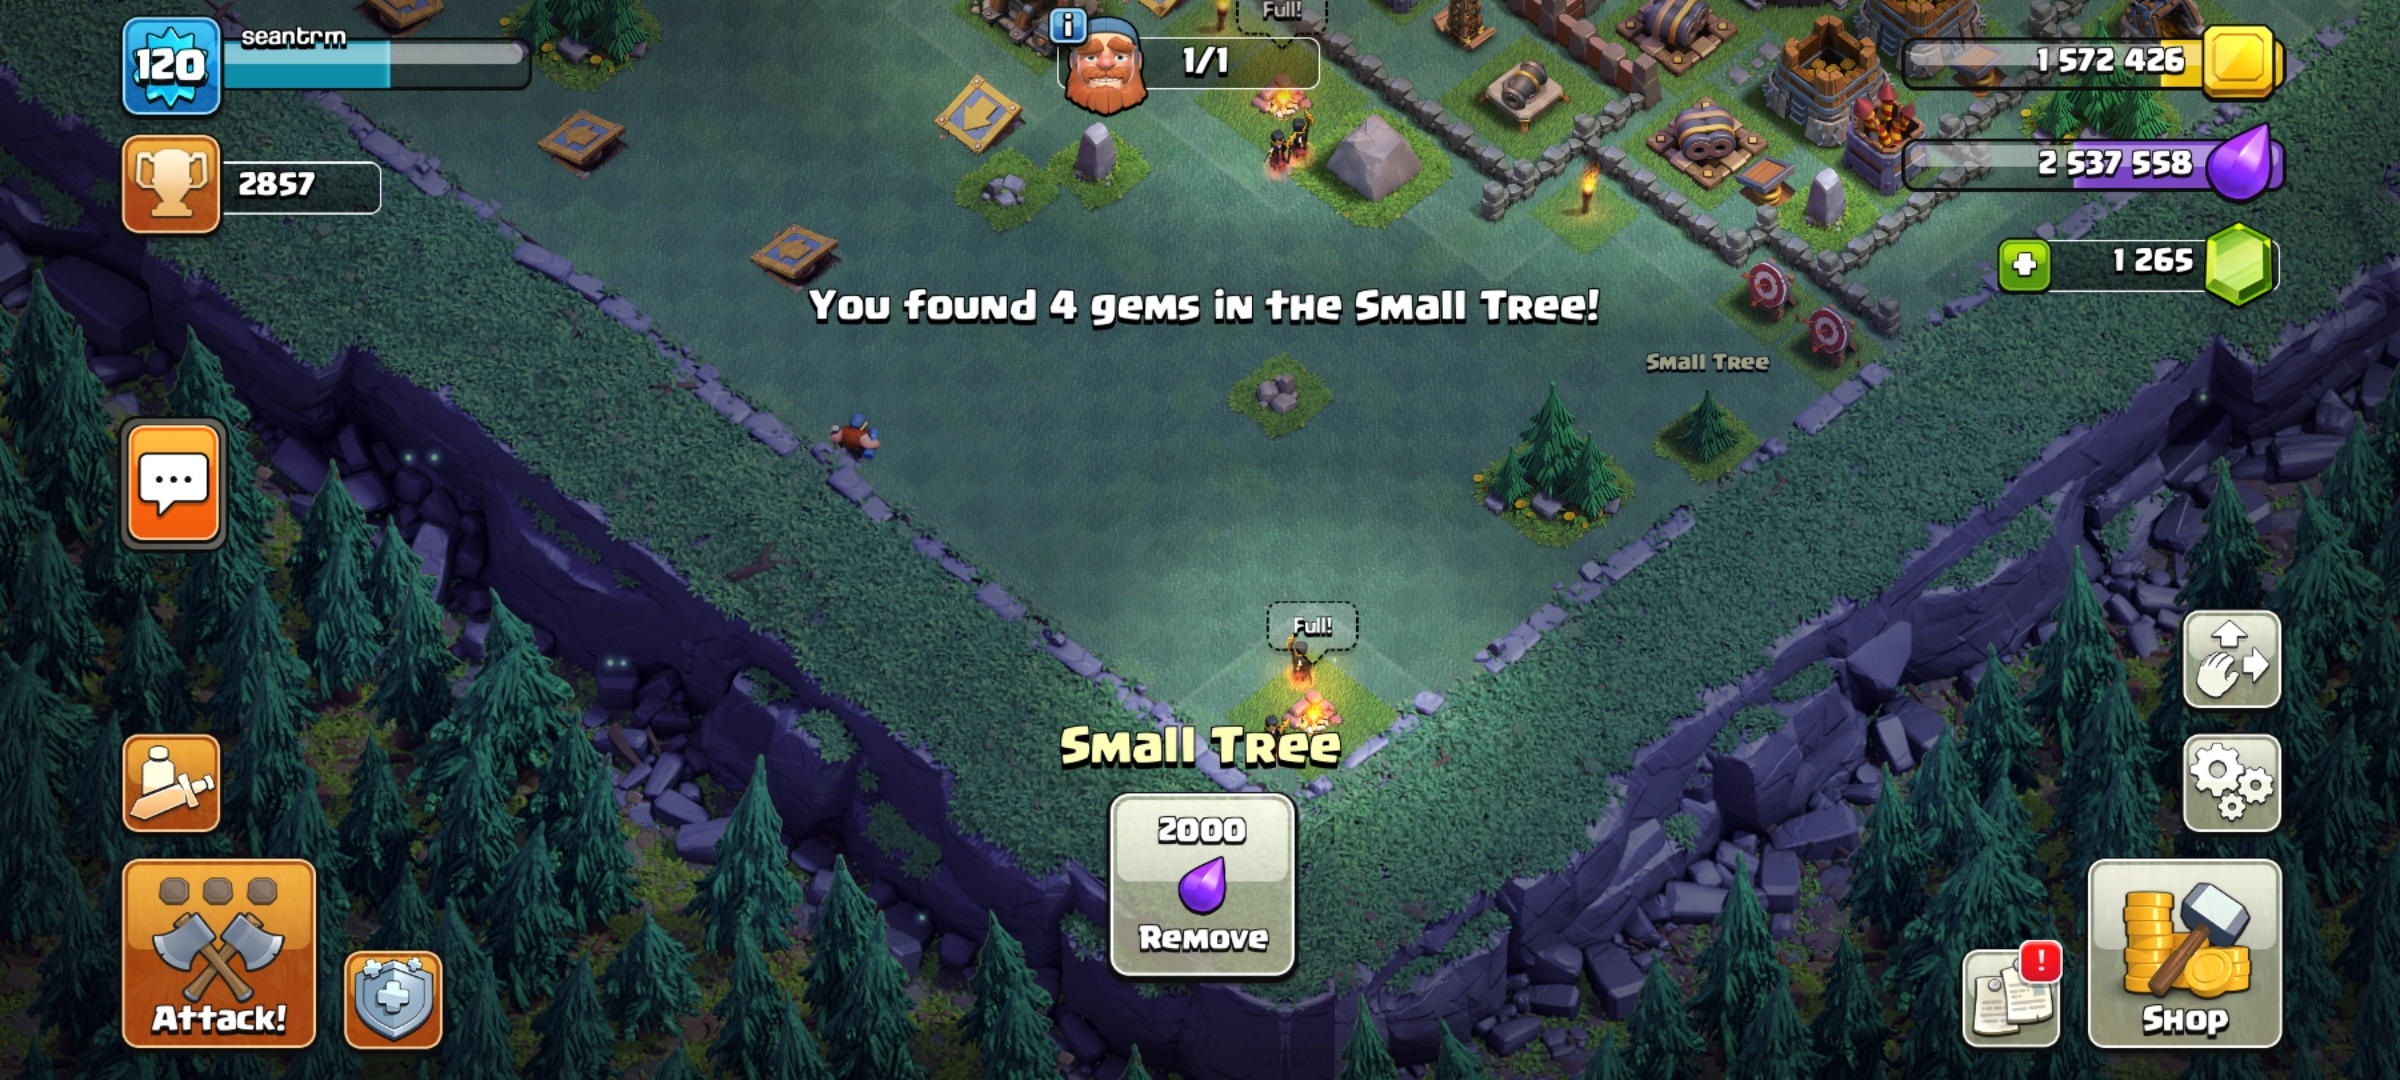 120
seantrm
Full!
1/1
1 572 426
2857
2 537 558
1 265
You found 4 gems in the Small Tree!
Small Tree
Full!
Small Tree
2000
Remove
Attack!
!
Shop